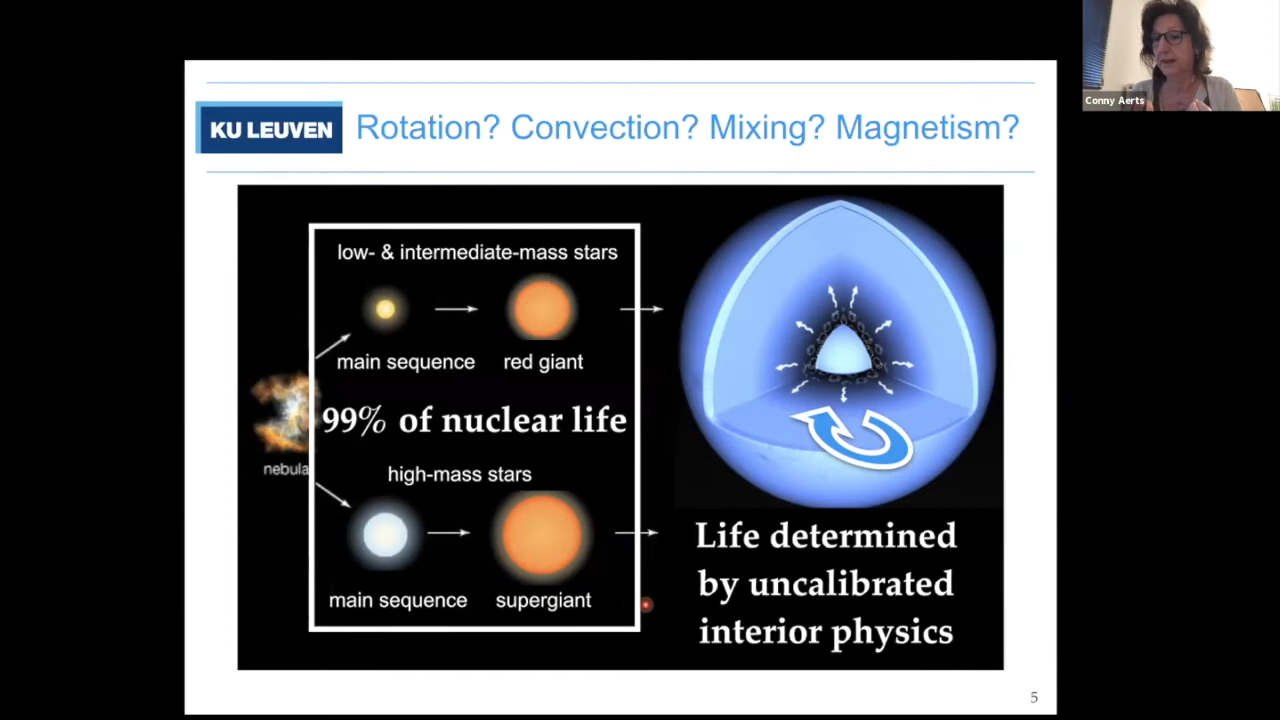 Conny Aerts
KU LEUVEN
Rotation? Convection? Mixing? Magnetism?
low- & intermediate-mass stars
main sequence
red giant
99% of nuclear life
nebula
high-mass stars
main sequence
supergiant
Life determined
by uncalibrated
interior physics
5